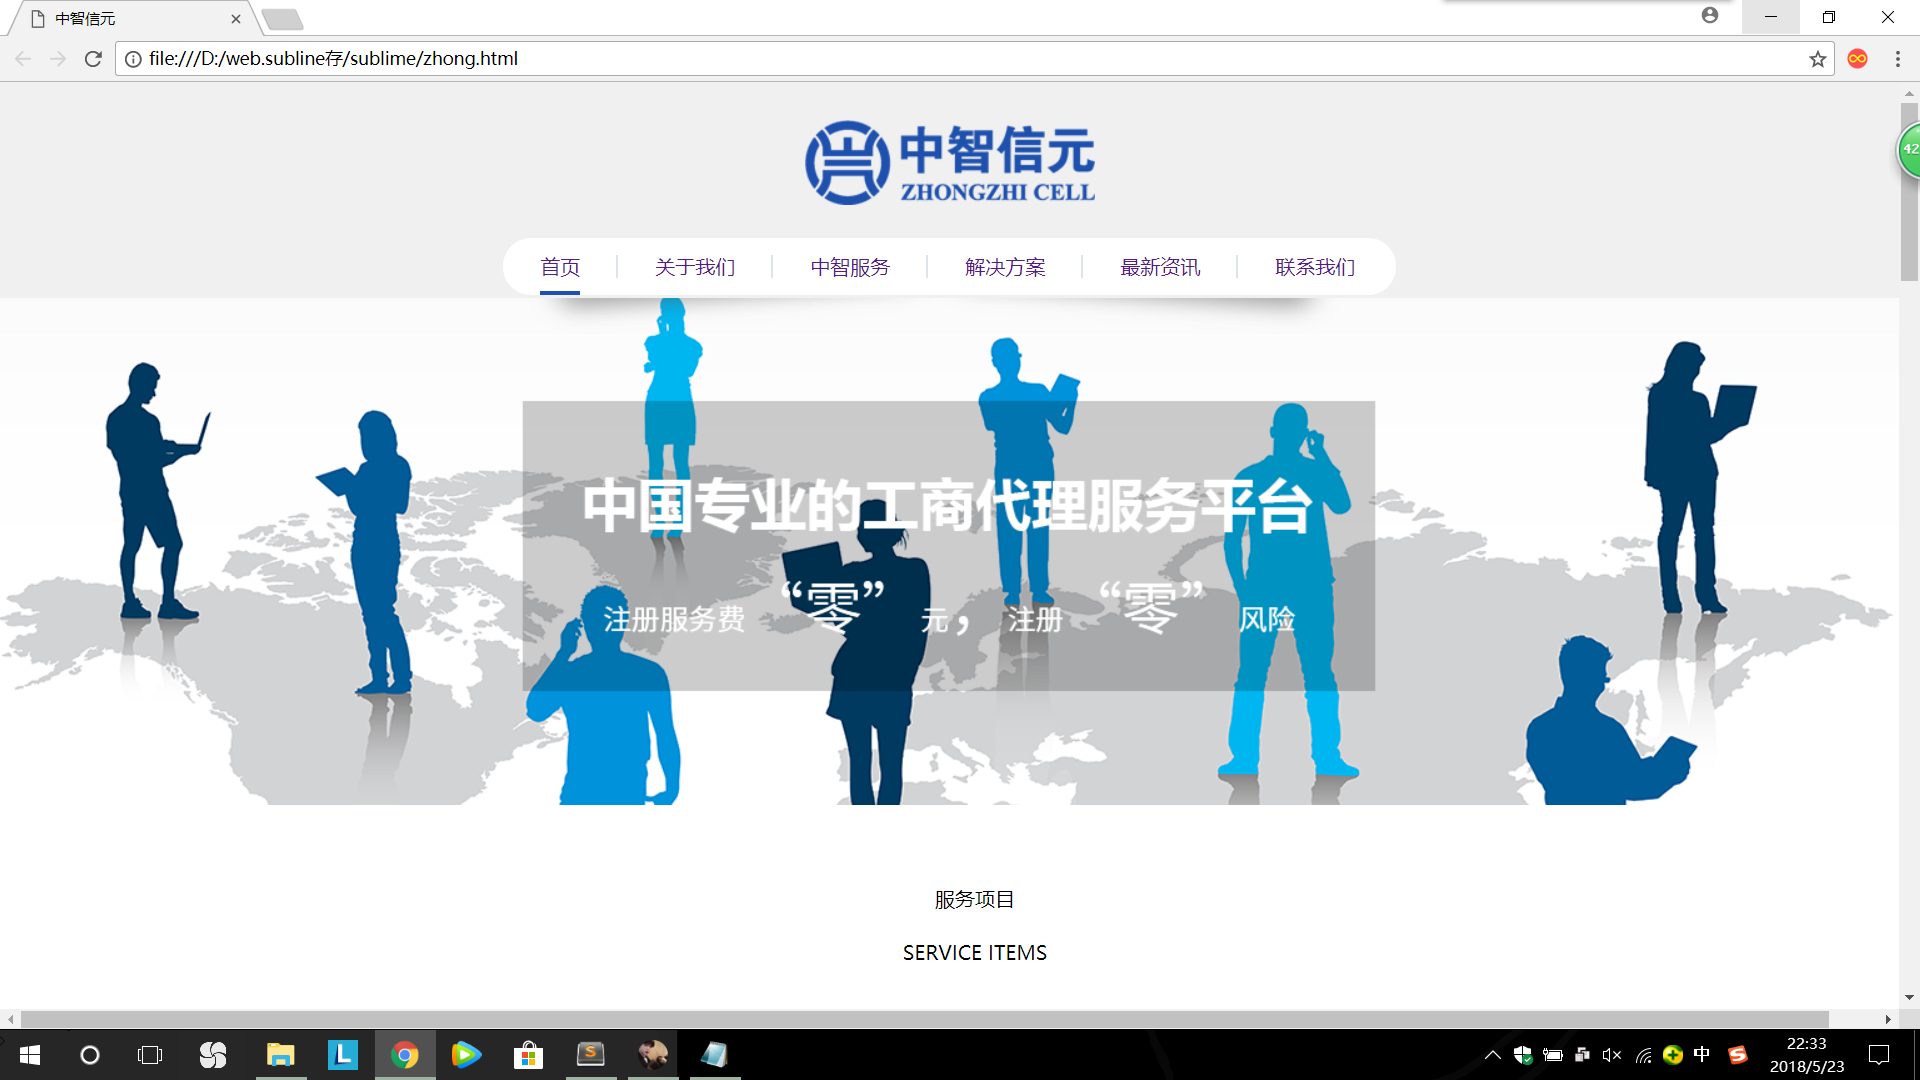 中智信元
file:///D:/web.subline存/sublime/zhong.html
中智信元
ZHONGZHI CELL
42
首页 关于我们 中智服务 解决方案 最新资讯 联系我们
中国专业的工商代理服务平台
注册服务费 “零” 元， 注册 “零” 风险
服务项目
SERVICE ITEMS
L
S
中
S
22:33
2018/5/23